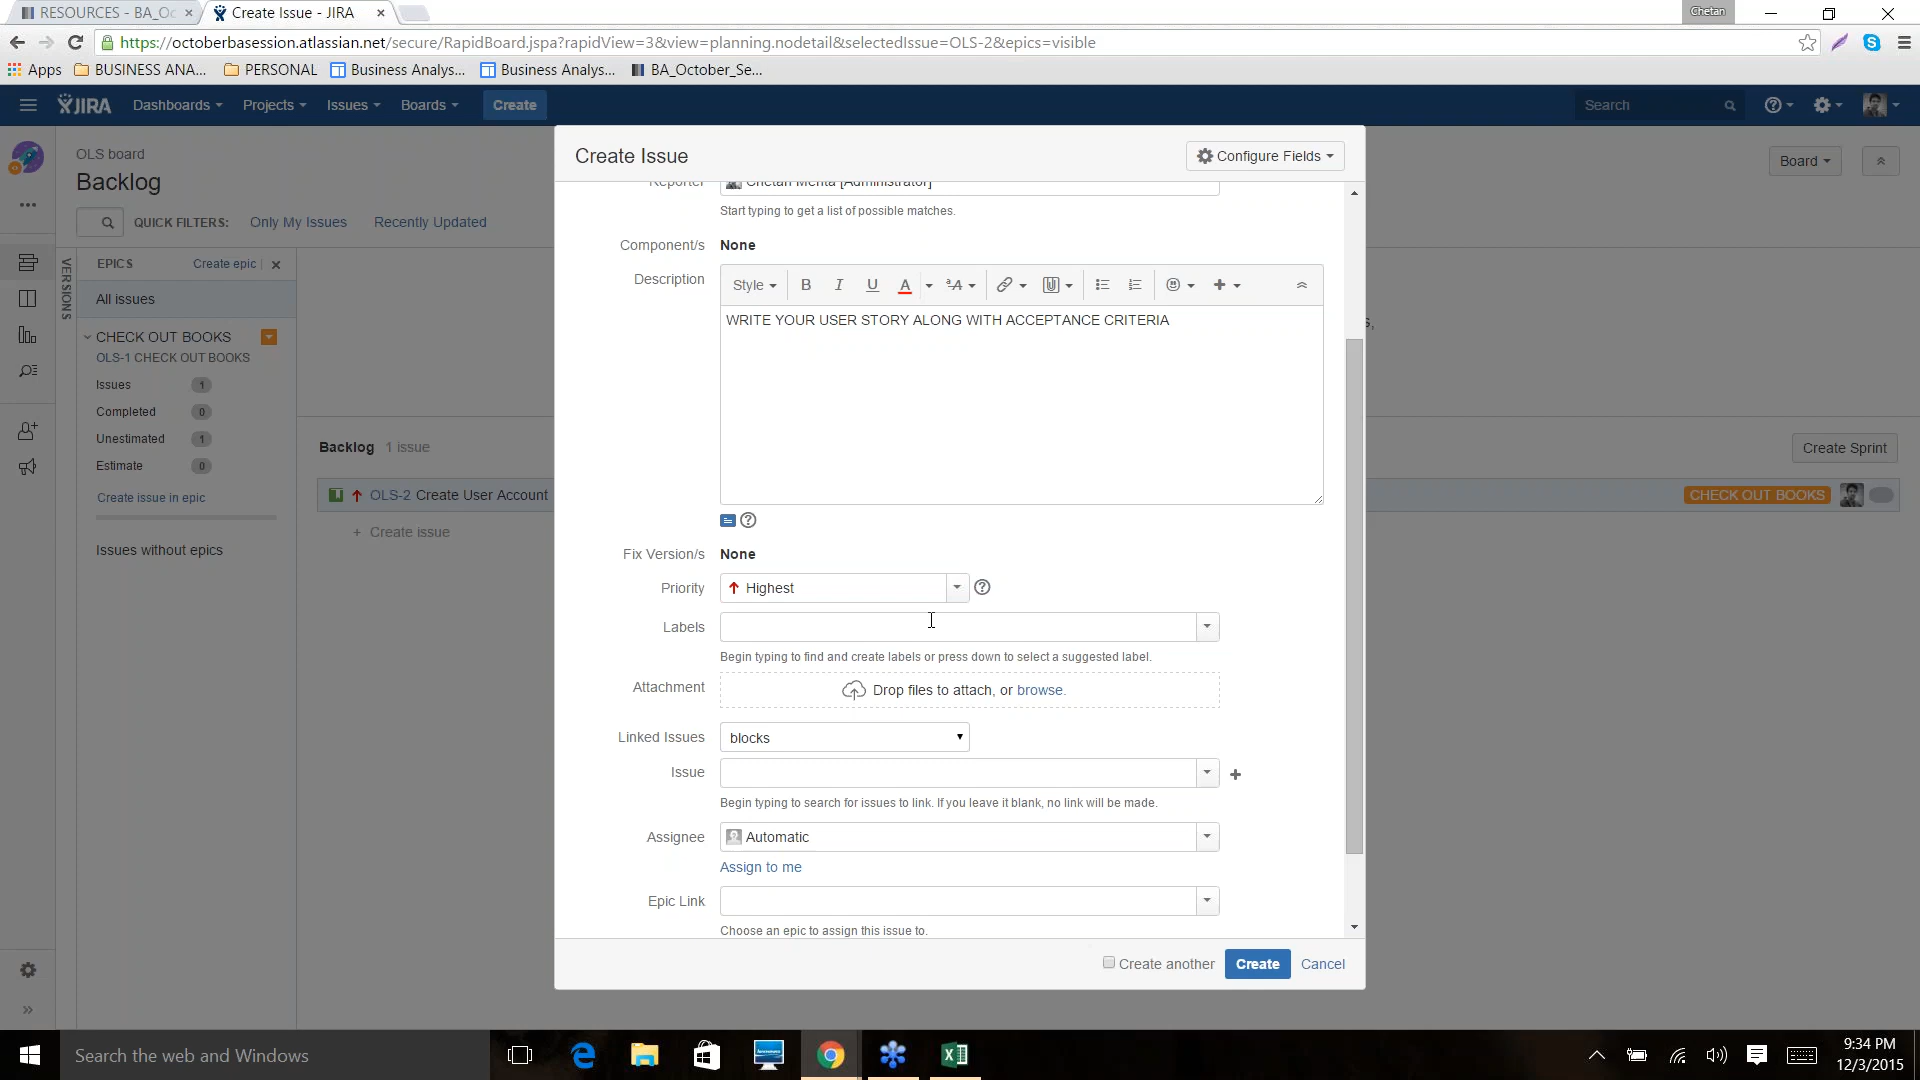 RESOURCES - BA_Oc
Create Issue - JIRA
Chetan
https://octoberbasession.atlassian.net/secure/RapidBoard.jspa?rapidView=3&view=planning.nodetail&selectedIssue=OLS-2&epics=visible
Apps
BUSINESS ANA...
PERSONAL
Business Analys...
Business Analys...
BA_October_Se...
JIRA
Dashboards
Projects
Issues
Boards
Create
Search
OLS board
Backlog
Board
QUICK FILTERS:
Only My Issues
Recently Updated
VERSIONS
EPICS
Create epic
All issues
CHECK OUT BOOKS
OLS-1 CHECK OUT BOOKS
Issues 1
Completed 0
Unestimated 1
Estimate 0
Create issue in epic
Issues without epics
Backlog 1 issue
Create Sprint
OLS-2 Create User Account
CHECK OUT BOOKS
+ Create issue
Create Issue
Configure Fields
Reporter
Chetan Mehta [Administrator]
Start typing to get a list of possible matches.
Component/s None
Description
Style B I U A
WRITE YOUR USER STORY ALONG WITH ACCEPTANCE CRITERIA
Fix Version/s None
Priority Highest
Labels
Begin typing to find and create labels or press down to select a suggested label.
Attachment Drop files to attach, or browse.
Linked Issues blocks
Issue
Begin typing to search for issues to link. If you leave it blank, no link will be made.
Assignee Automatic
Assign to me
Epic Link
Choose an epic to assign this issue to.
Create another Create Cancel
Search the web and Windows
9:34 PM
12/3/2015